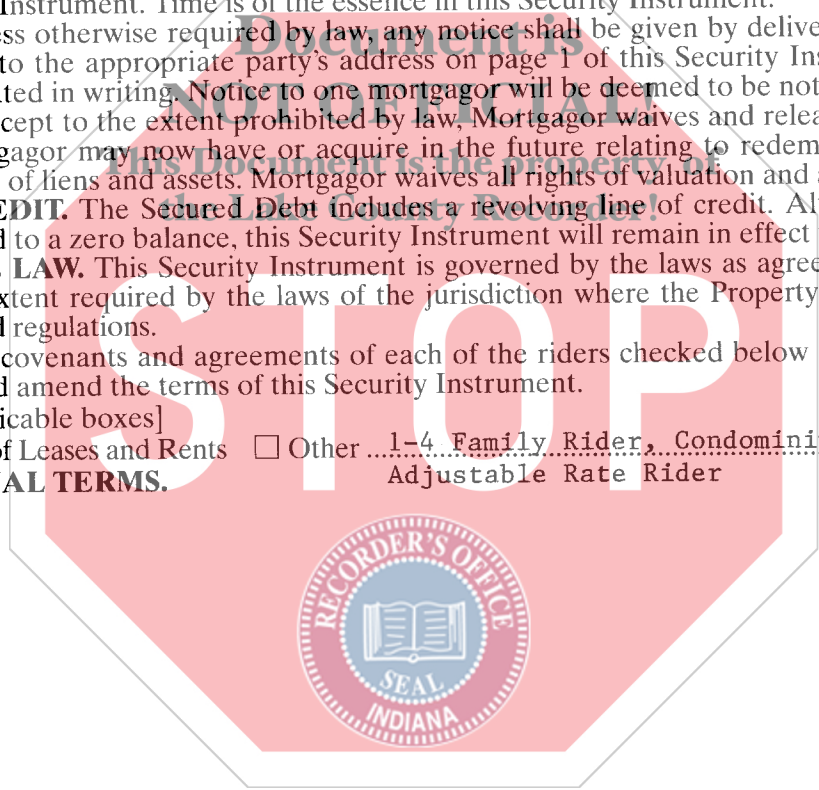 Instrument. Time is of the essence in this Security Instrument.
Document is
ss otherwise required by law, any notice shall be given by delive
to the appropriate party's address on page 1 of this Security Ins
ted in writing. Notice to one mortgagor will be deemed to be not
NOT OFFICIAL!
cept to the extent prohibited by law, Mortgagor waives and relea
gagor may now have or acquire in the future relating to redem
This Document is the property of
of liens and assets. Mortgagor waives all rights of valuation and
the Lake County Recorder!
EDIT. The Secured Debt includes a revolving line of credit. Al
d to a zero balance, this Security Instrument will remain in effect
LAW. This Security Instrument is governed by the laws as agree
xtent required by the laws of the jurisdiction where the Property
d regulations.
covenants and agreements of each of the riders checked below
d amend the terms of this Security Instrument.
STOP
icable boxes]
of Leases and Rents ☐ Other 1-4 Family Rider, Condomini
AL TERMS. Adjustable Rate Rider
RECORDER'S OFFICE
SEAL
INDIANA